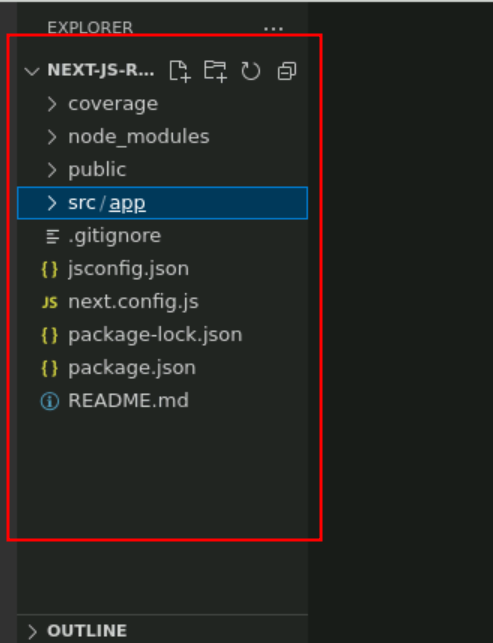 EXPLORER ...
NEXT-JS-R...
coverage
node_modules
public
src/app
.gitignore
{} jsconfig.json
JS next.config.js
{} package-lock.json
{} package.json
README.md
OUTLINE